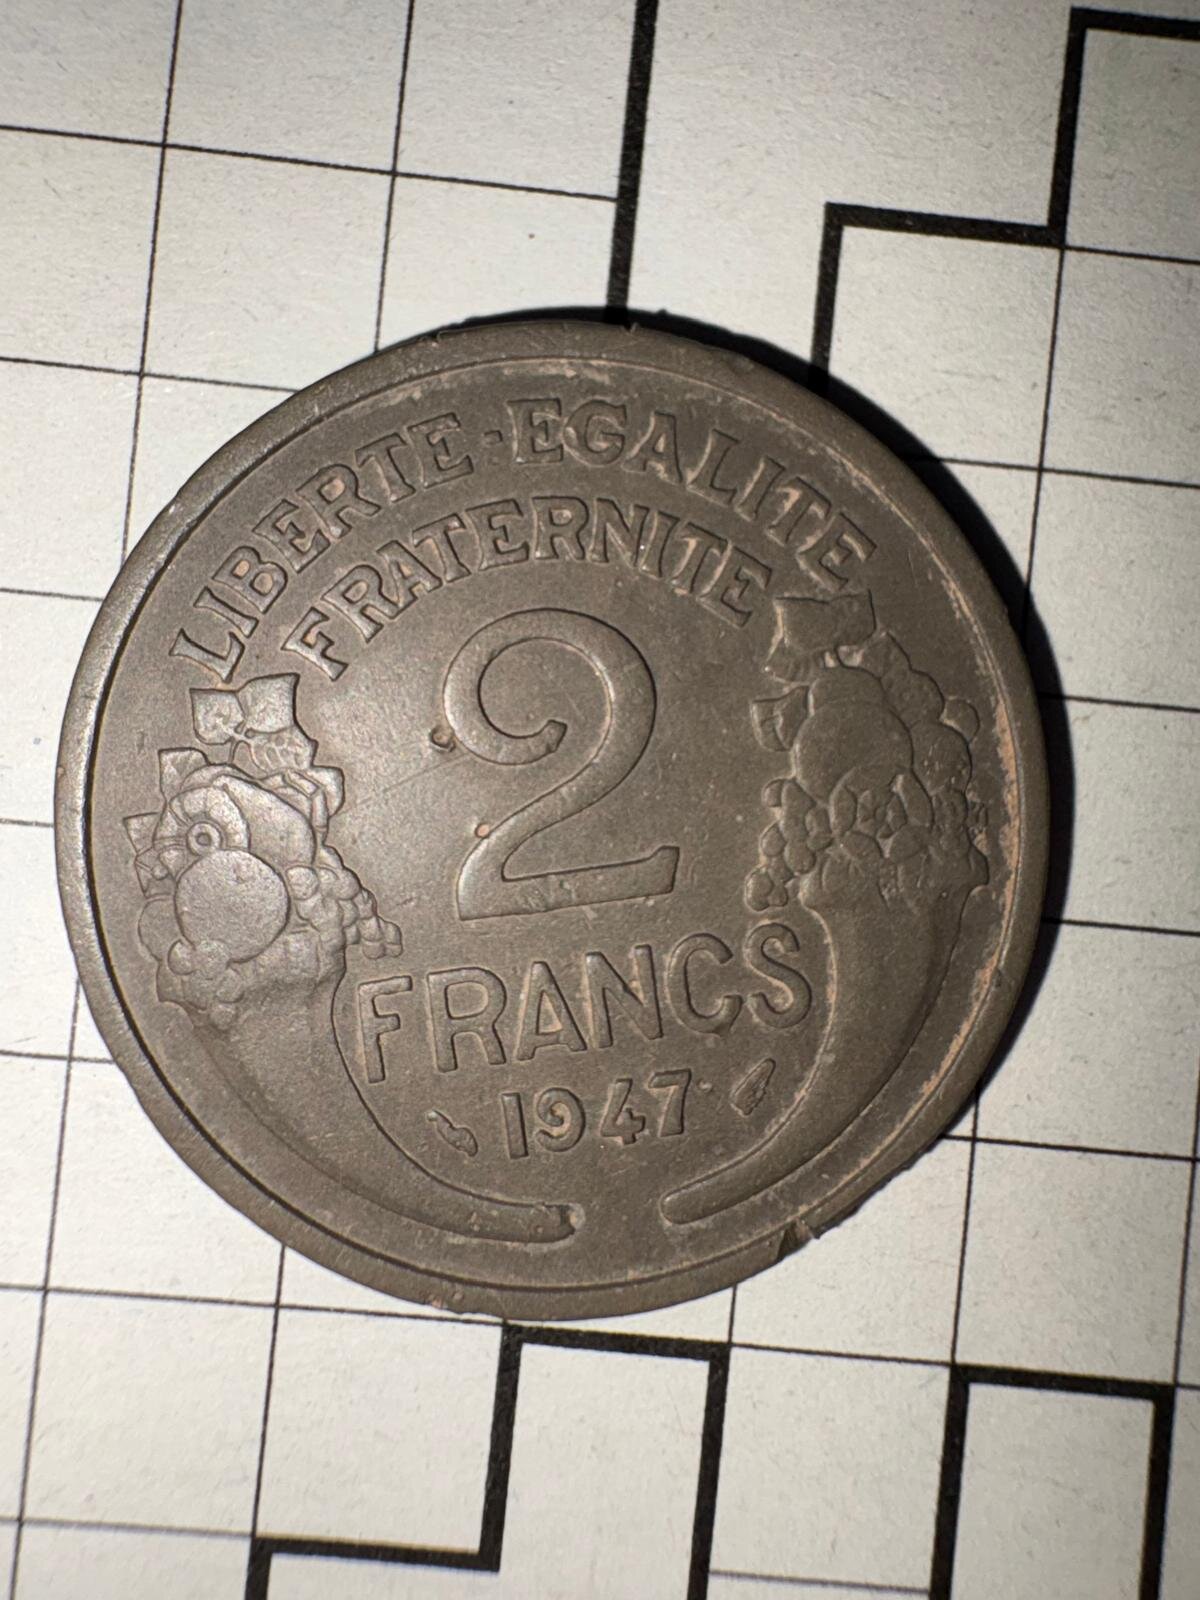 LIBERTE·EGALITE
FRATERNITE
2
FRANCS
1947